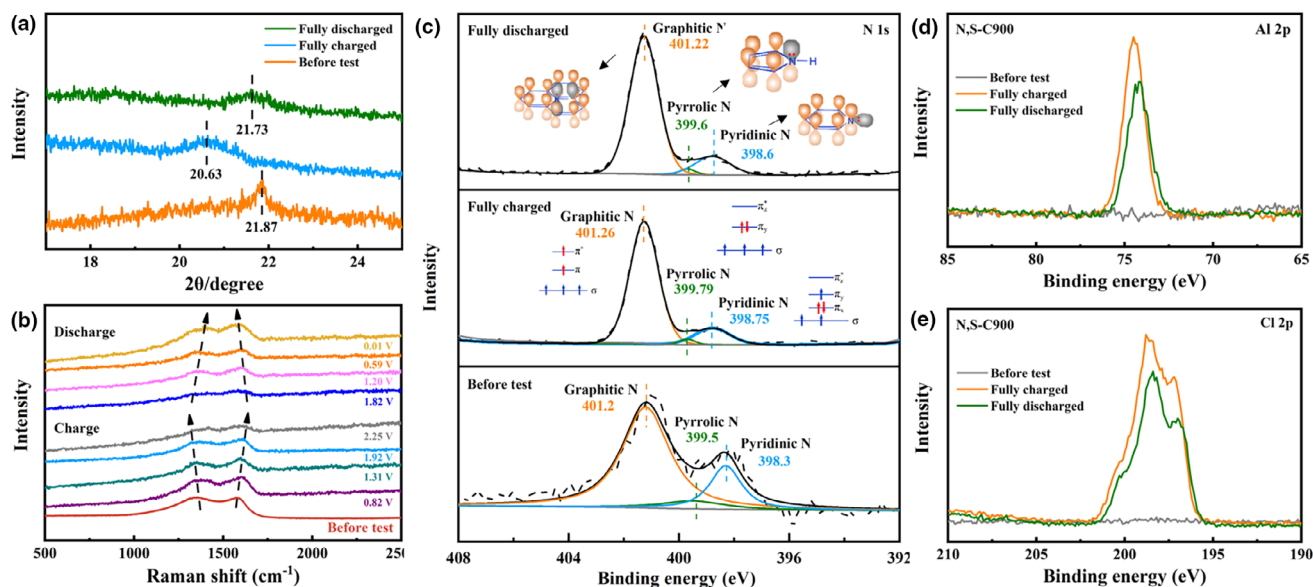 (a)
Fully discharged
Fully charged
Before test
21.73
20.63
21.87
Intensity
18
20
22
24
2θ/degree
(b)
Discharge
0.01 V
0.59 V
1.20 V
1.82 V
Charge
2.25 V
1.92 V
1.31 V
0.82 V
Before test
Intensity
500
1000
1500
2000
250
Raman shift (cm⁻¹)
(c)
Fully discharged
Graphitic N
401.22
N 1s
N
H
Pyrrolic N
399.6
N
Pyridinic N
398.6
Fully charged
Graphitic N
401.26
π*
π
σ
π*
πy
σ
Pyrrolic N
399.79
Pyridinic N
398.75
πy
σ
Before test
Graphitic N
401.2
Pyrrolic N
399.5
Pyridinic N
398.3
Intensity
408
404
400
396
392
Binding energy (eV)
(d)
N,S-C900
Al 2p
Before test
Fully charged
Fully discharged
Intensity
85
80
75
70
65
Binding energy (eV)
(e)
N,S-C900
Cl 2p
Before test
Fully charged
Fully discharged
Intensity
210
205
200
195
190
Binding energy (eV)